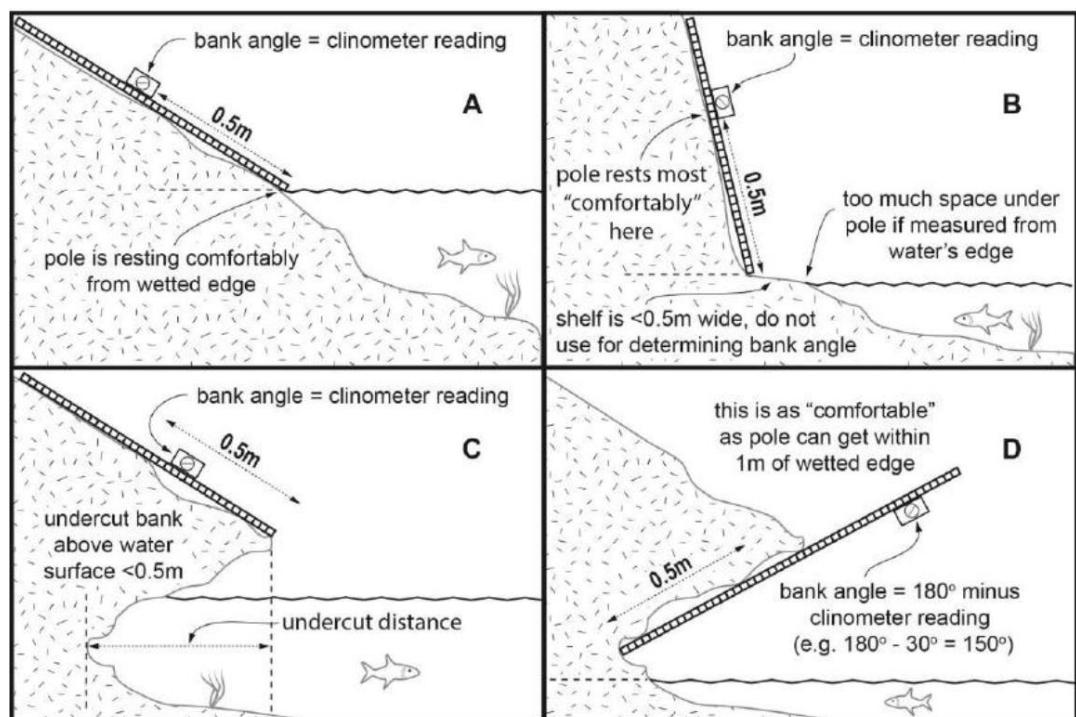 bank angle = clinometer reading
A
0.5m
pole is resting comfortably
from wetted edge
bank angle = clinometer reading
B
pole rests most
“comfortably”
here
0.5m
too much space under
pole if measured from
water's edge
shelf is <0.5m wide, do not
use for determining bank angle
bank angle = clinometer reading
0.5m
C
undercut bank
above water
surface <0.5m
undercut distance
this is as “comfortable”
as pole can get within
1m of wetted edge
D
0.5m
bank angle = 180º minus
clinometer reading
(e.g. 180º - 30º = 150º)